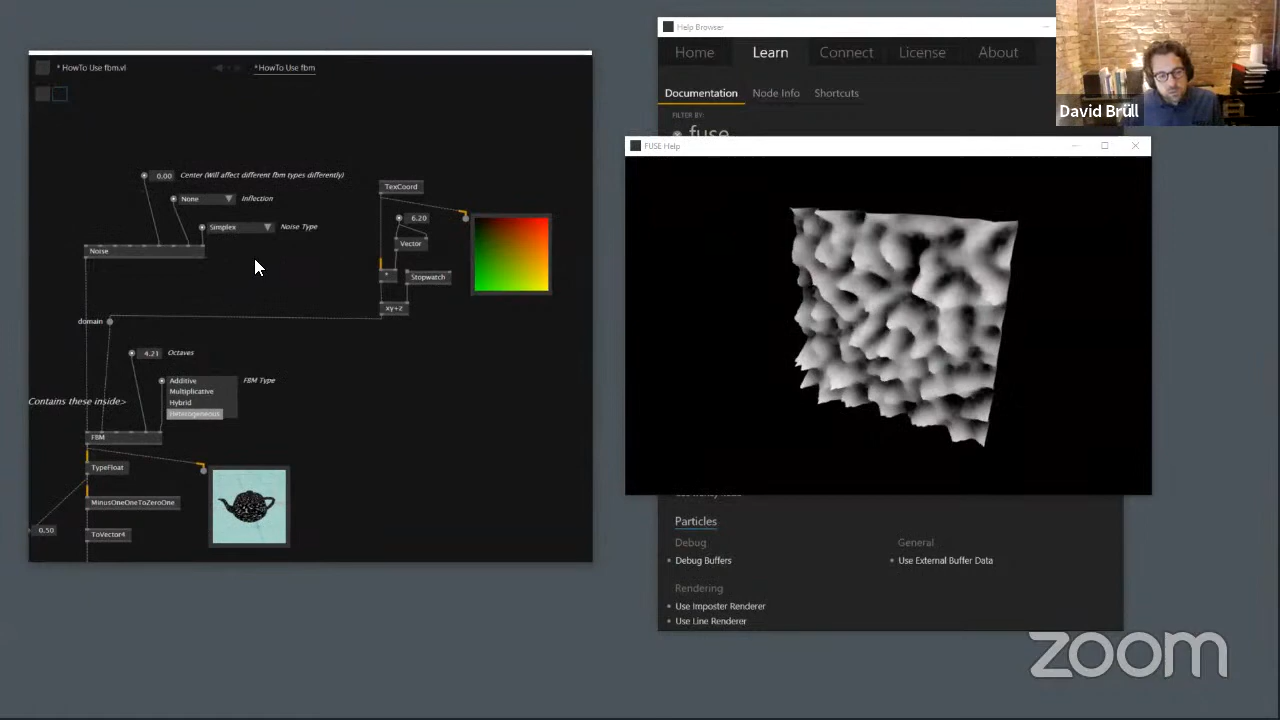 * HowTo Use fbm.vl
*HowTo Use fbm
0.00 Center (Will affect different fbm types differently)
None Inflection
Simplex Noise Type
Noise
TexCoord
6.20
Vector
*
Stopwatch
xy+z
domain
4.21 Octaves
Additive
Multiplicative
Hybrid
Heterogeneous
FBM Type
Contains these inside>
FBM
TypeFloat
MinusOneOneToZeroOne
0.50
ToVector4
Help Browser
Home Learn Connect License About
Documentation Node Info Shortcuts
FILTER BY:
fuse
FUSE Help
Particles
Debug General
Debug Buffers Use External Buffer Data
Rendering
Use Imposter Renderer
Use Line Renderer
David Brüll
zoom